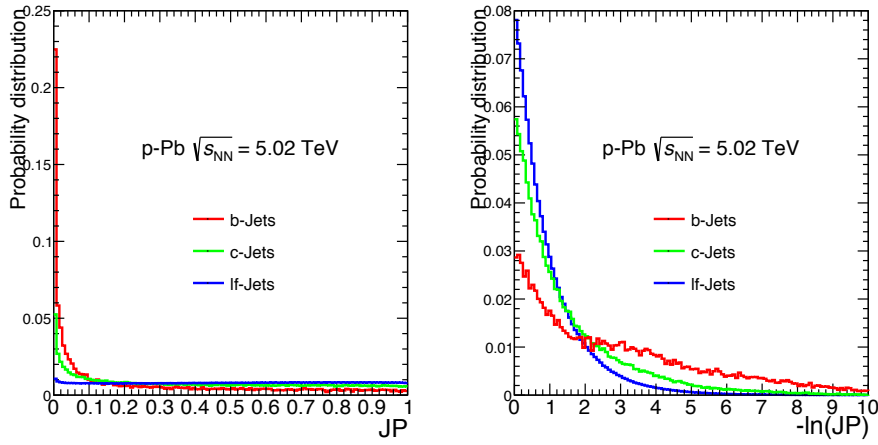 Probability distribution
0.25
0.2
0.15
0.1
0.05
0
p-Pb √sNN = 5.02 TeV
b-Jets
c-Jets
lf-Jets
0 0.1 0.2 0.3 0.4 0.5 0.6 0.7 0.8 0.9 1
JP
Probability distribution
0.08
0.07
0.06
0.05
0.04
0.03
0.02
0.01
0
p-Pb √sNN = 5.02 TeV
b-Jets
c-Jets
lf-Jets
0 1 2 3 4 5 6 7 8 9 10
-ln(JP)